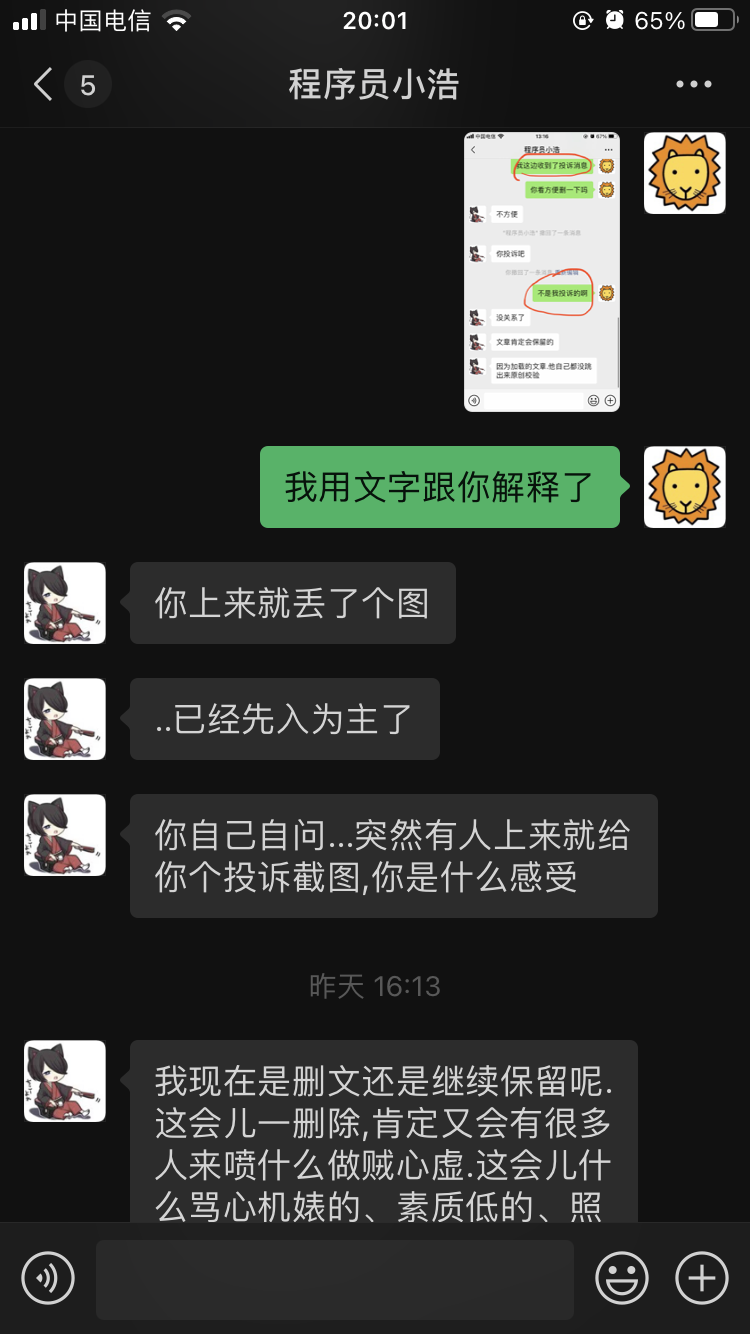 中国电信
20:01
65%
5
程序员小浩
中国电信
13:16
67%
程序员小浩
我这边收到了投诉消息
你看方便删一下吗
不方便
"程序员小浩" 撤回了一条消息
你投诉吧
你撤回了一条消息 重新编辑
不是我投诉的啊
没关系了
文章肯定会保留的
因为加载的文章.他自己都没跳
出来原创校验
我用文字跟你解释了
你上来就丢了个图
..已经先入为主了
你自己自问...突然有人上来就给
你个投诉截图,你是什么感受
昨天 16:13
我现在是删文还是继续保留呢.
这会儿一删除,肯定又会有很多
人来喷什么做贼心虚.这会儿什
么骂心机婊的、素质低的、照